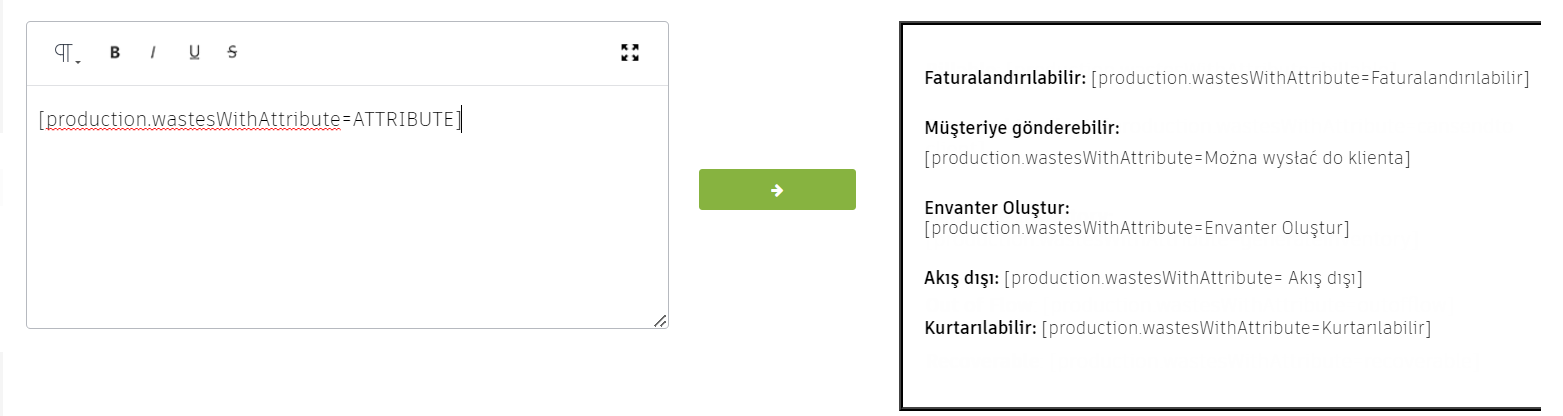 B I U S
[production.wastesWithAttribute=ATTRIBUTE]
Faturalandırılabilir: [production.wastesWithAttribute=Faturalandırılabilir]
Müşteriye gönderebilir:
[production.wastesWithAttribute=Można wysłać do klienta]
Envanter Oluştur:
[production.wastesWithAttribute=Envanter Oluştur]
Akış dışı: [production.wastesWithAttribute= Akış dışı]
Kurtarılabilir: [production.wastesWithAttribute=Kurtarılabilir]